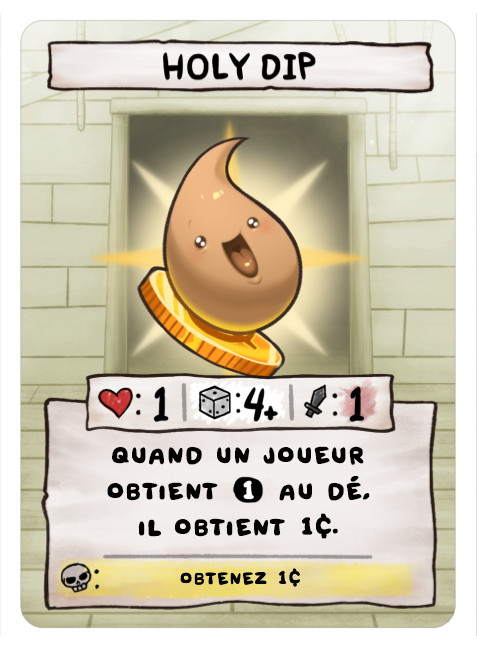 HOLY DIP
: 1 :4+ : 1
QUAND UN JOUEUR
OBTIENT 1 AU DÉ,
IL OBTIENT 1¢.
: OBTENEZ 1¢